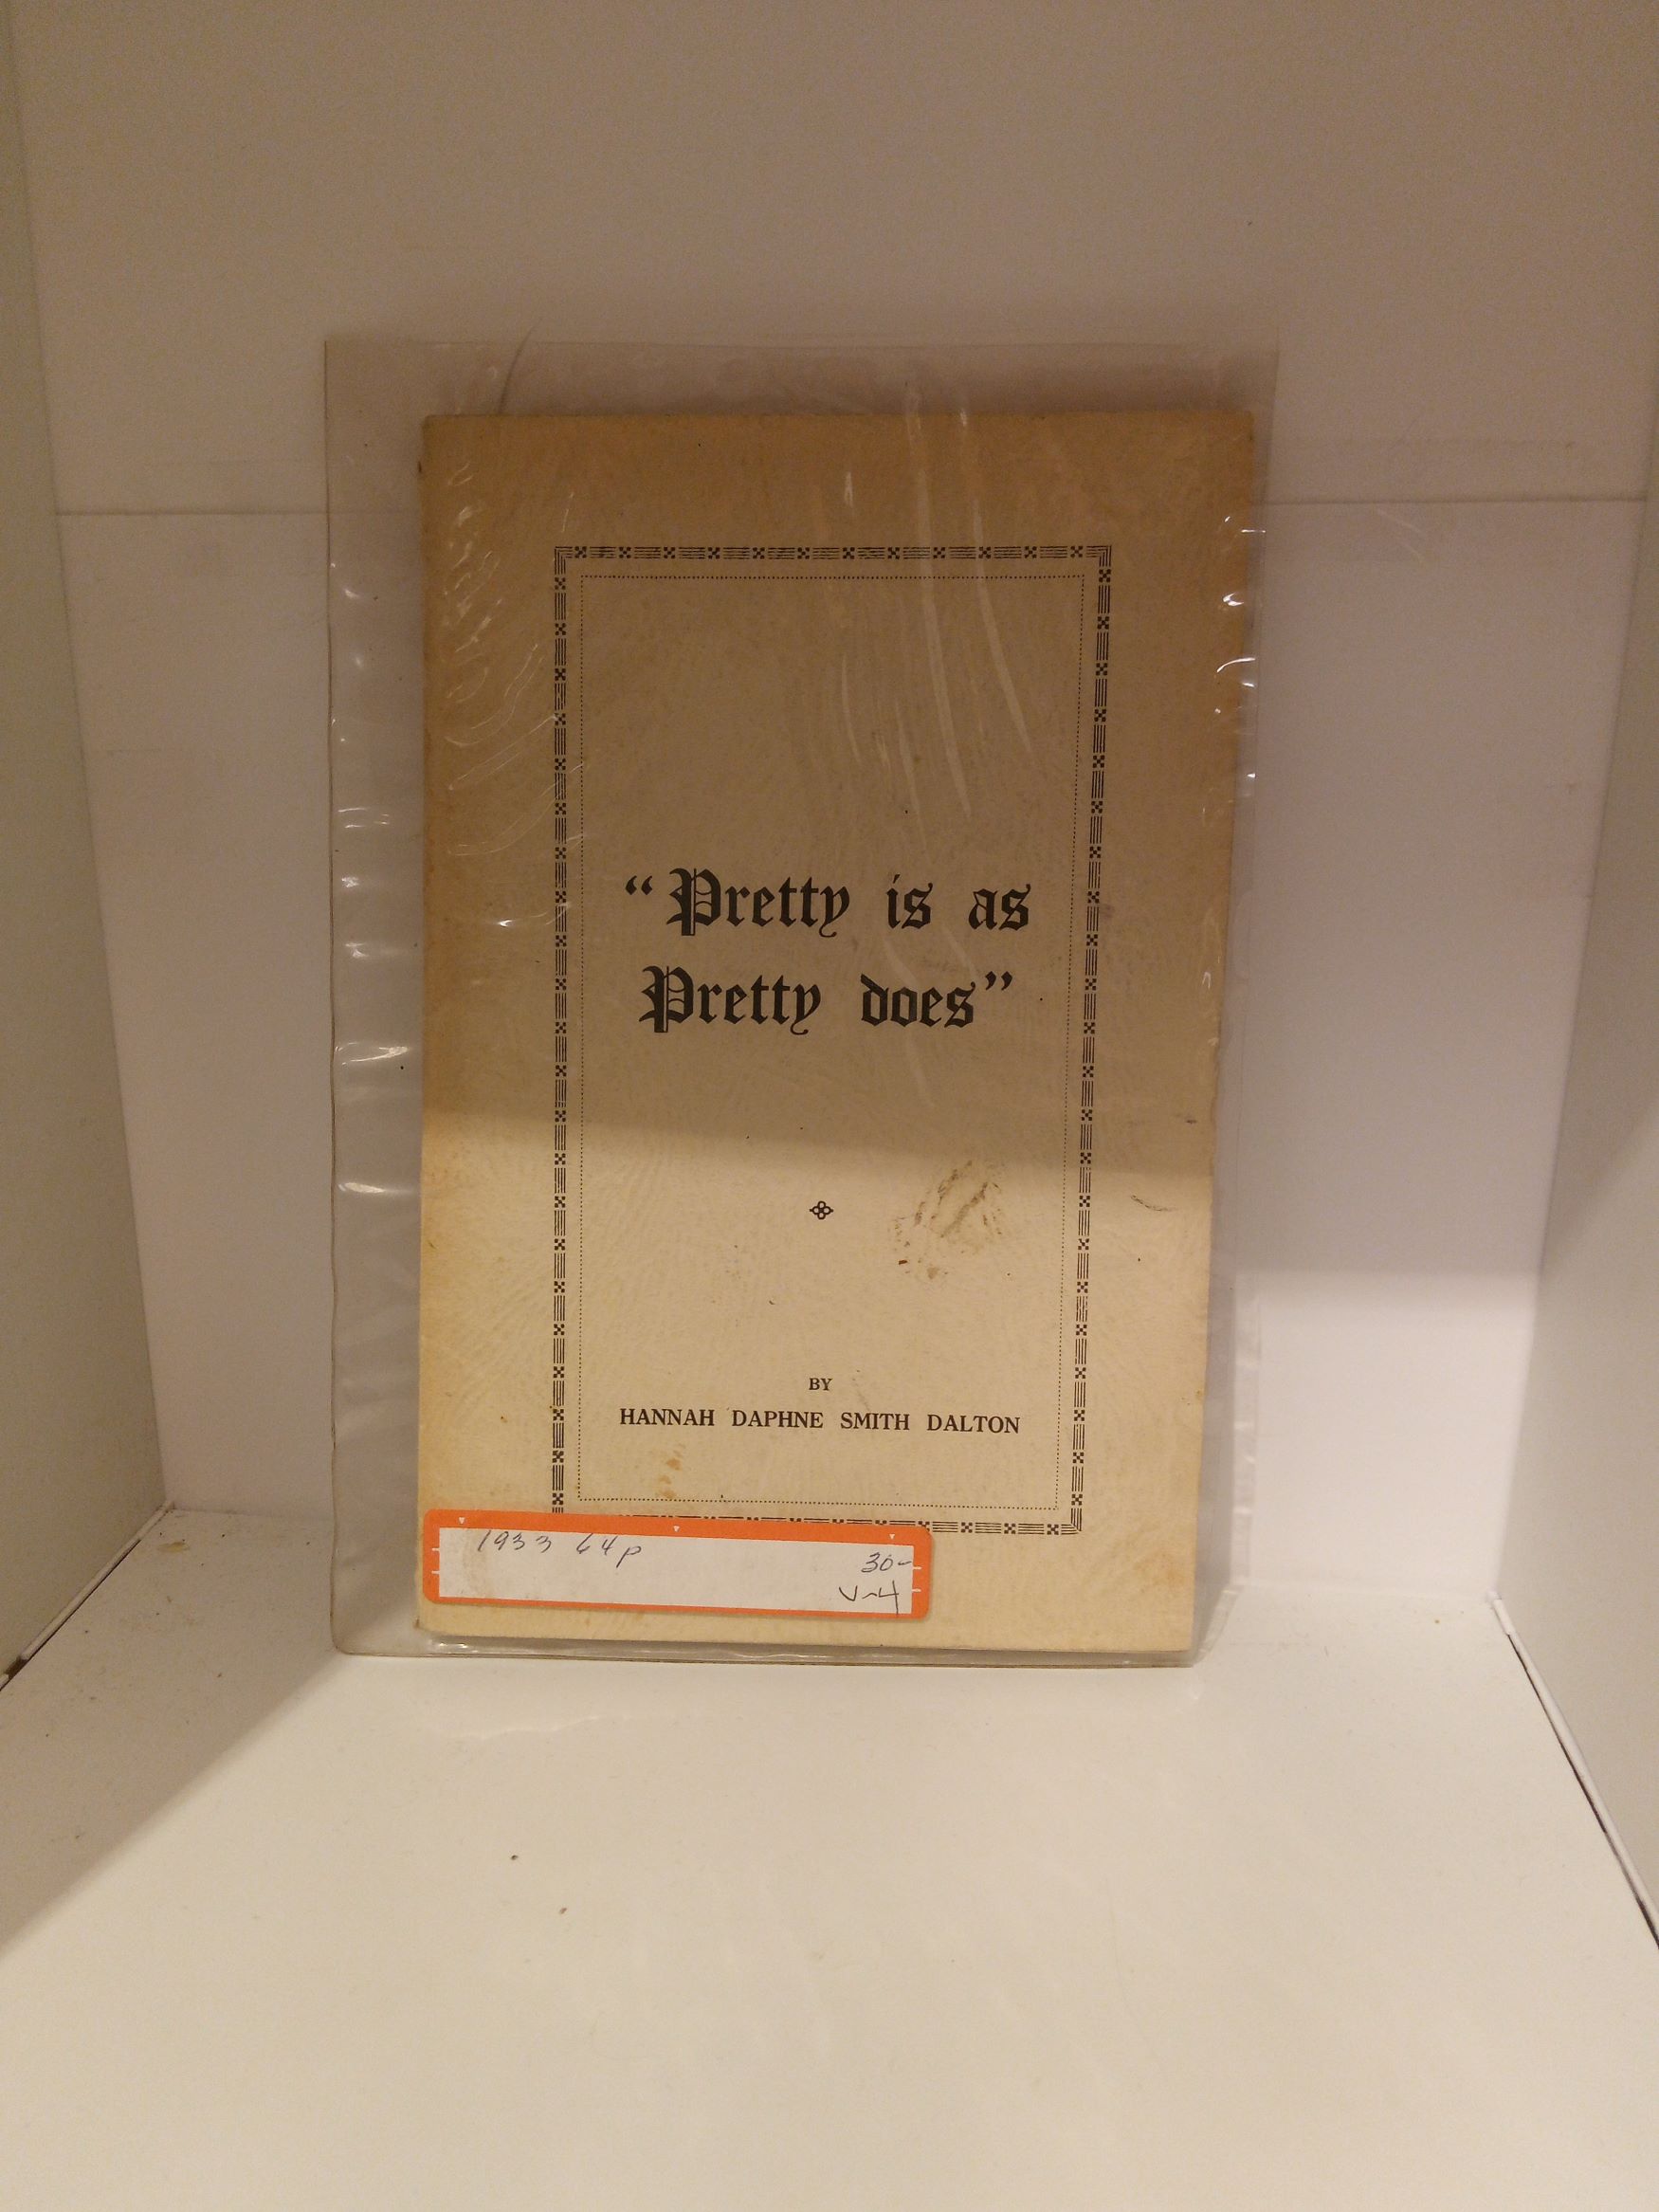 “Pretty is as
Pretty does”
BY
HANNAH DAPHNE SMITH DALTON
1933 64p
30-
V-4